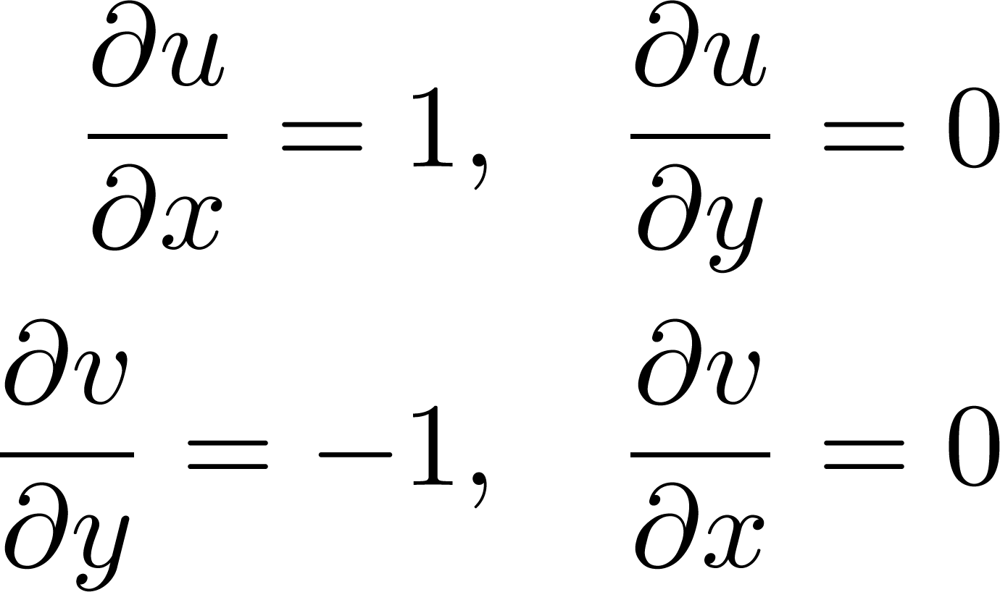 ∂u/∂x = 1, ∂u/∂y = 0
∂v/∂y = −1, ∂v/∂x = 0